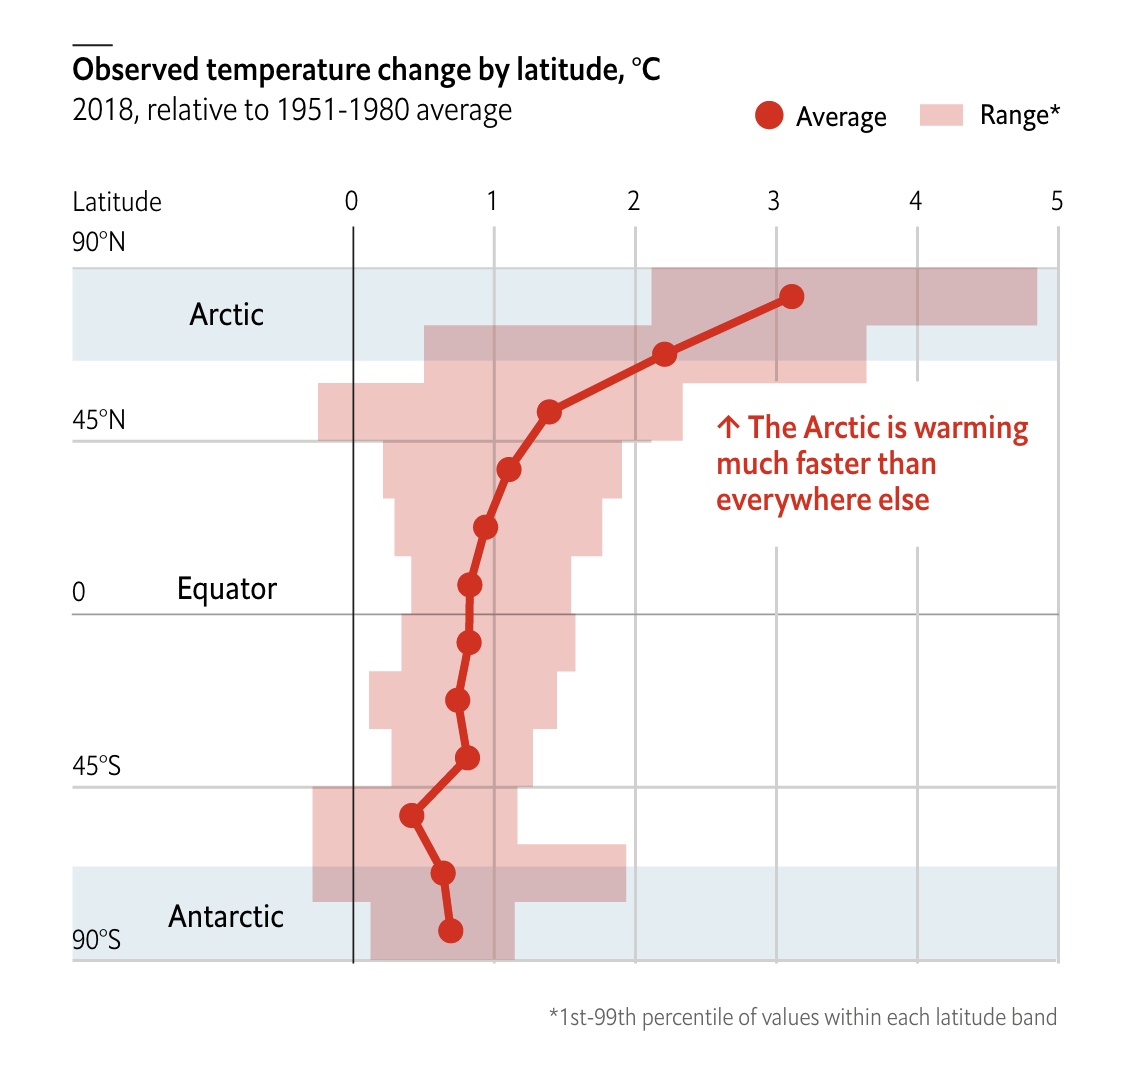 Observed temperature change by latitude, °C
2018, relative to 1951-1980 average
Average
Range*
Latitude
0
1
2
3
4
5
90°N
Arctic
45°N
↑ The Arctic is warming
much faster than
everywhere else
0
Equator
45°S
Antarctic
90°S
*1st-99th percentile of values within each latitude band